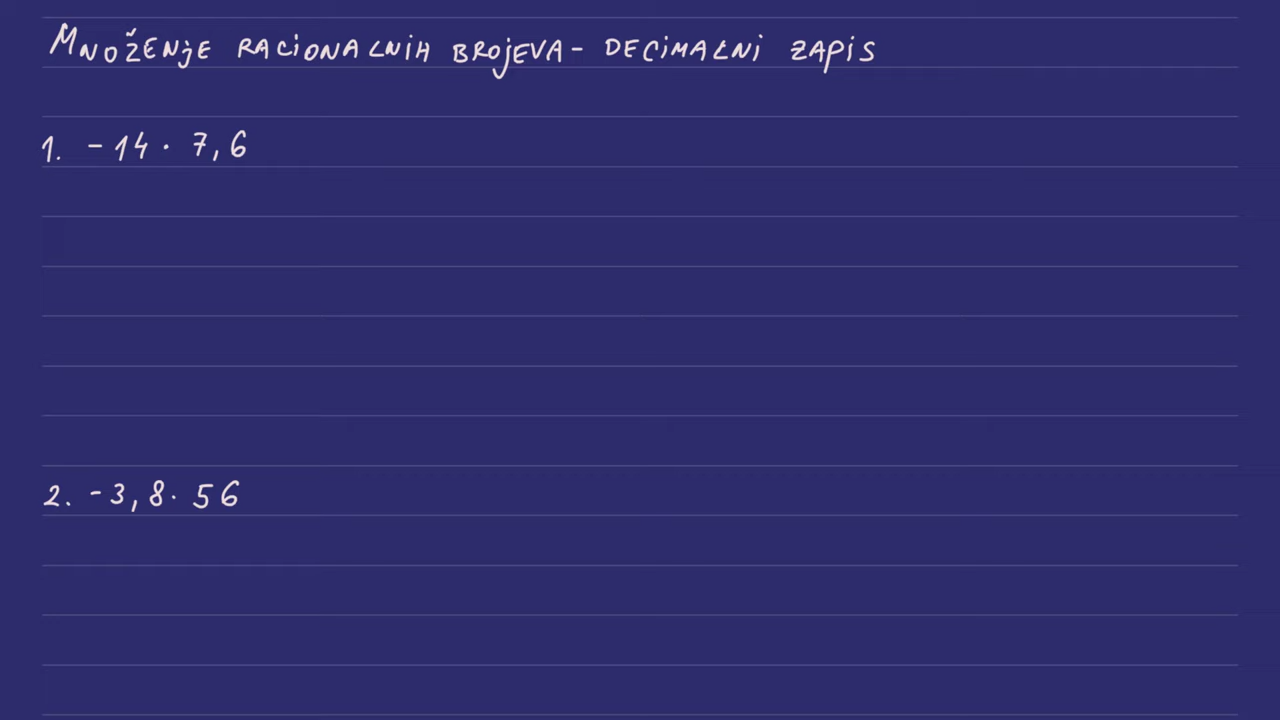 MNOŽENJE RACIONALNIH BROJEVA - DECIMALNI ZAPIS
1. -14 · 7,6
2. -3,8 · 56